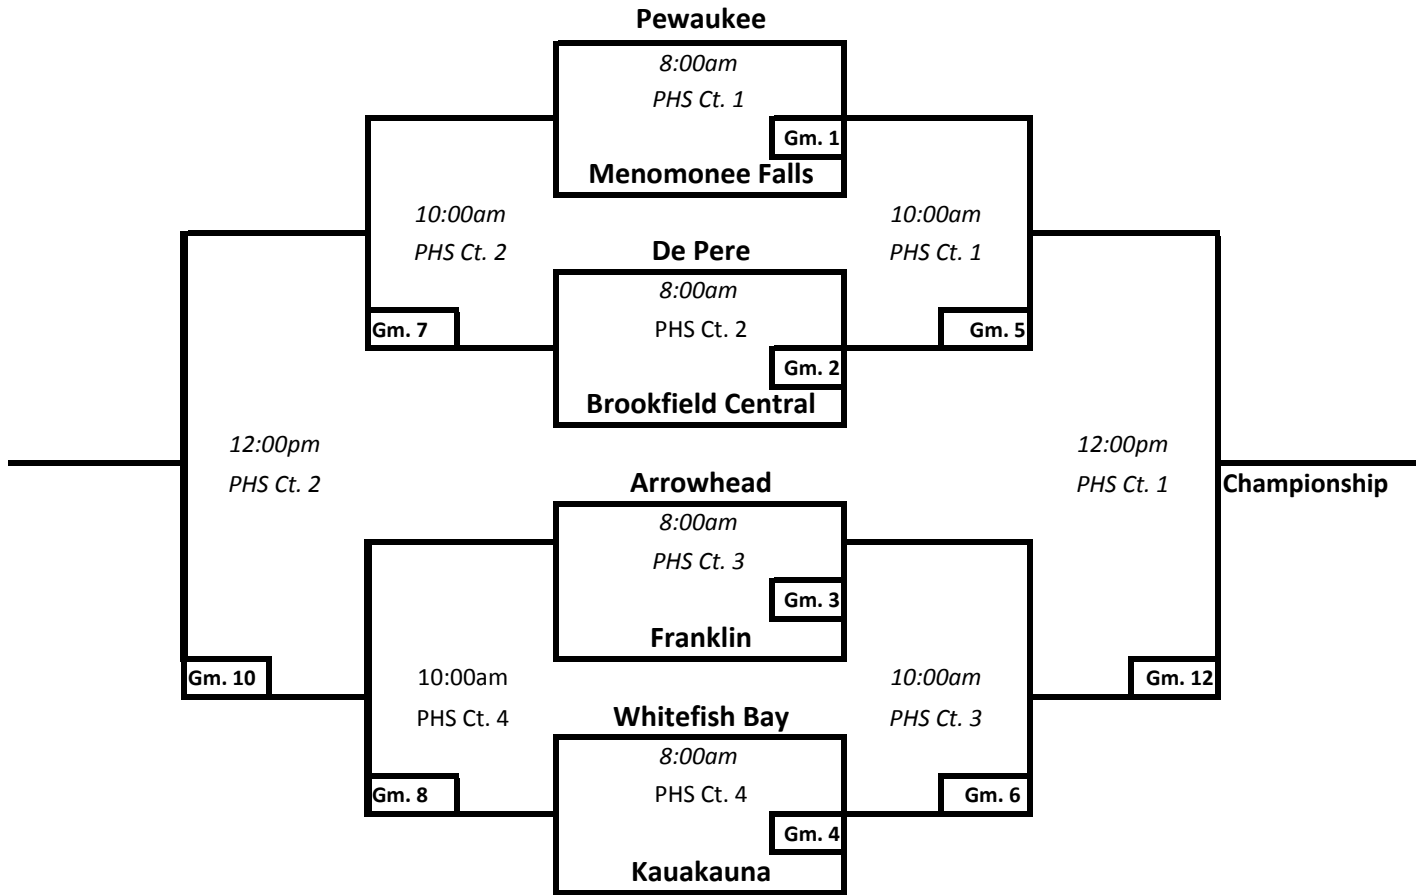 Pewaukee
8:00am
PHS Ct. 1
Gm. 1
Menomonee Falls
10:00am
10:00am
PHS Ct. 2
De Pere
PHS Ct. 1
8:00am
Gm. 7
PHS Ct. 2
Gm. 5
Gm. 2
Brookfield Central
12:00pm
12:00pm
PHS Ct. 2
Arrowhead
PHS Ct. 1
Championship
8:00am
PHS Ct. 3
Gm. 3
Franklin
Gm. 10
10:00am
10:00am
Gm. 12
PHS Ct. 4
Whitefish Bay
PHS Ct. 3
8:00am
Gm. 8
PHS Ct. 4
Gm. 6
Gm. 4
Kauakauna